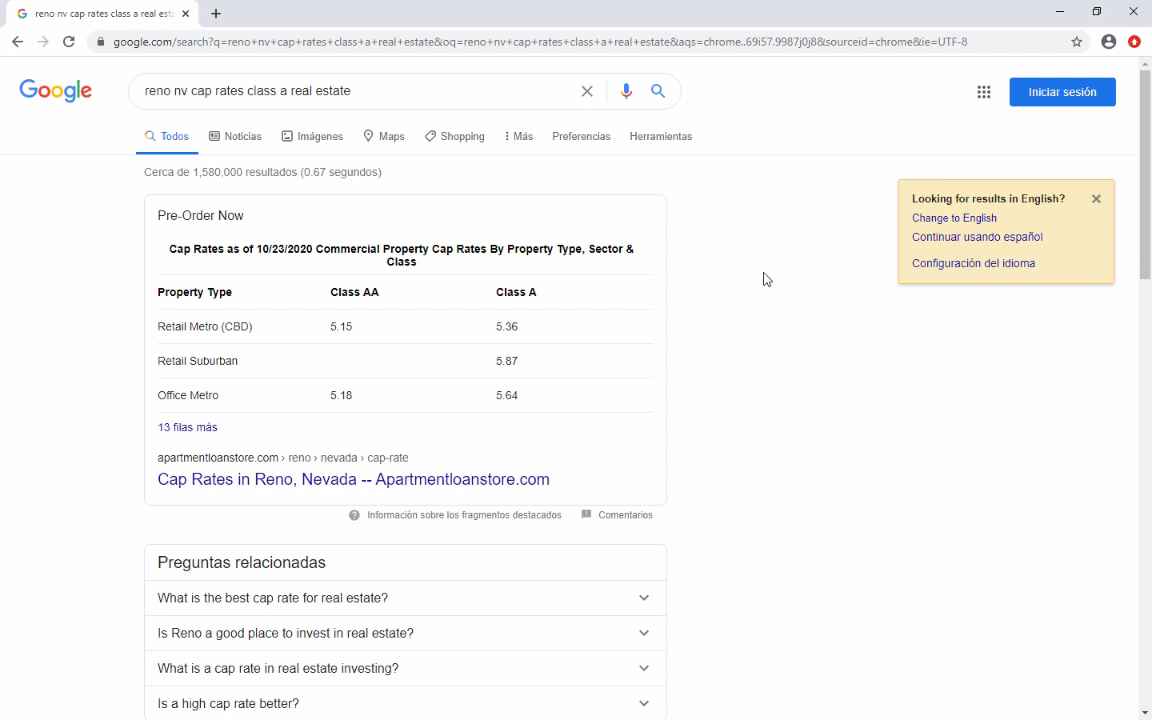 reno nv cap rates class a real esta
google.com/search?q=reno+nv+cap+rates+class+a+real+estate&oq=reno+nv+cap+rates+class+a+real+estate&aqs=chrome..69i57.9987j0j8&sourceid=chrome&ie=UTF-8
Google
reno nv cap rates class a real estate
Iniciar sesión
Todos Noticias Imágenes Maps Shopping Más Preferencias Herramientas
Cerca de 1,580,000 resultados (0.67 segundos)
Looking for results in English?
Change to English
Continuar usando español
Configuración del idioma
Pre-Order Now
Cap Rates as of 10/23/2020 Commercial Property Cap Rates By Property Type, Sector &
Class
Property Type Class AA Class A
Retail Metro (CBD) 5.15 5.36
Retail Suburban 5.87
Office Metro 5.18 5.64
13 filas más
apartmentloanstore.com › reno › nevada › cap-rate
Cap Rates in Reno, Nevada -- Apartmentloanstore.com
Información sobre los fragmentos destacados Comentarios
Preguntas relacionadas
What is the best cap rate for real estate?
Is Reno a good place to invest in real estate?
What is a cap rate in real estate investing?
Is a high cap rate better?